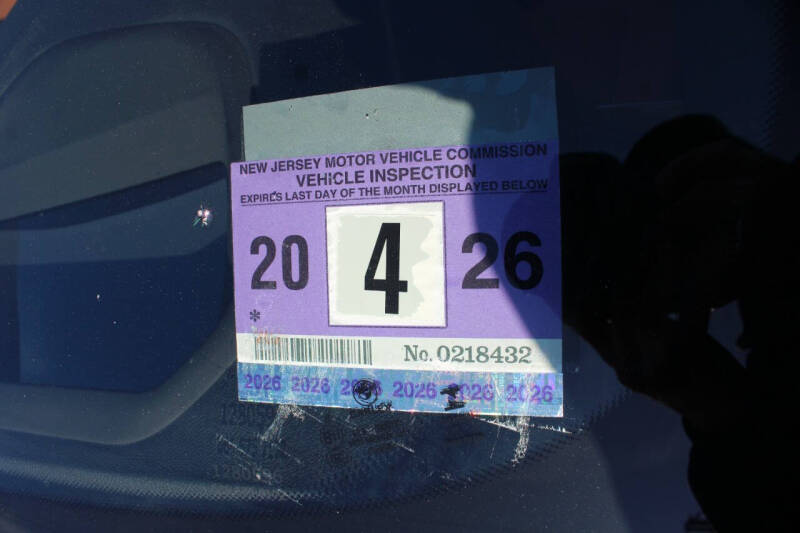 NEW JERSEY MOTOR VEHICLE COMMISSION
VEHICLE INSPECTION
EXPIRES LAST DAY OF THE MONTH DISPLAYED BELOW
20 4 26
*
No. 0218432
2026 2026 2026 2026 2026 2026